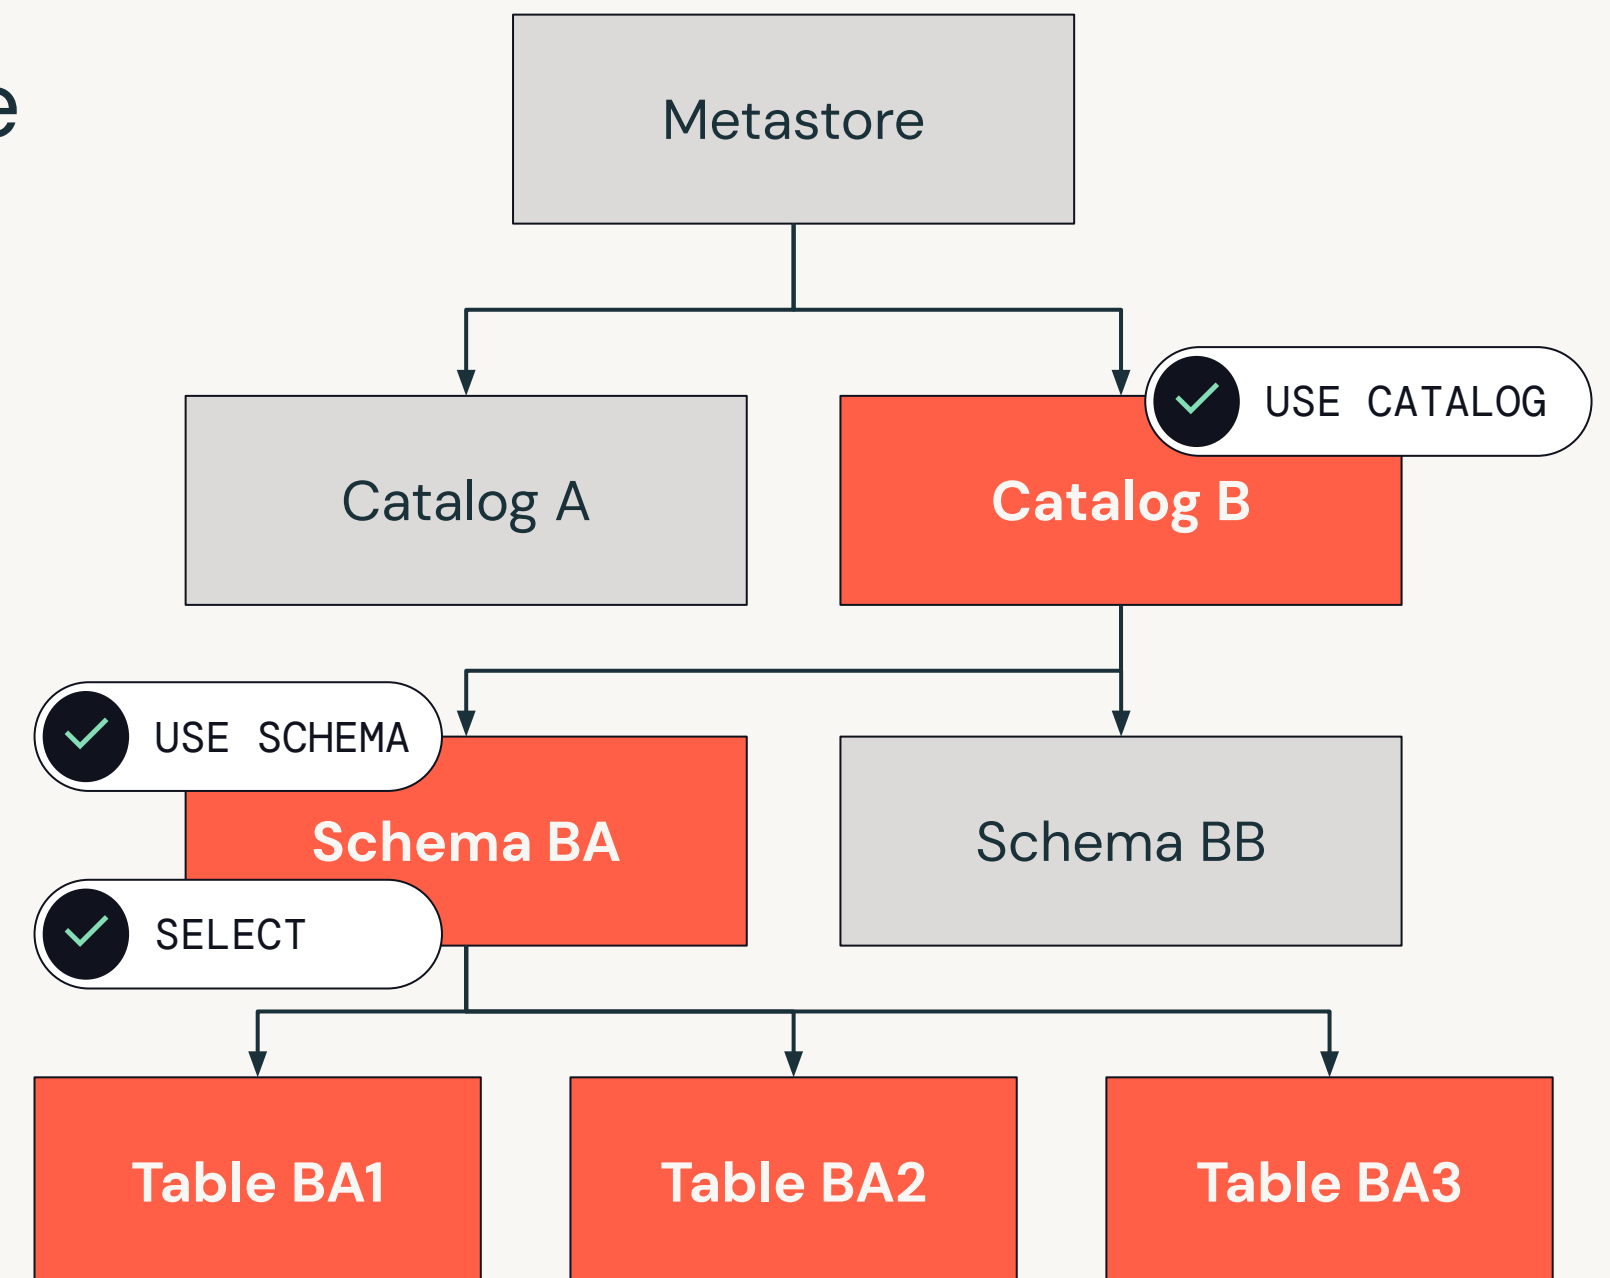 Metastore
USE CATALOG
Catalog A
Catalog B
USE SCHEMA
Schema BA
Schema BB
SELECT
Table BA1
Table BA2
Table BA3